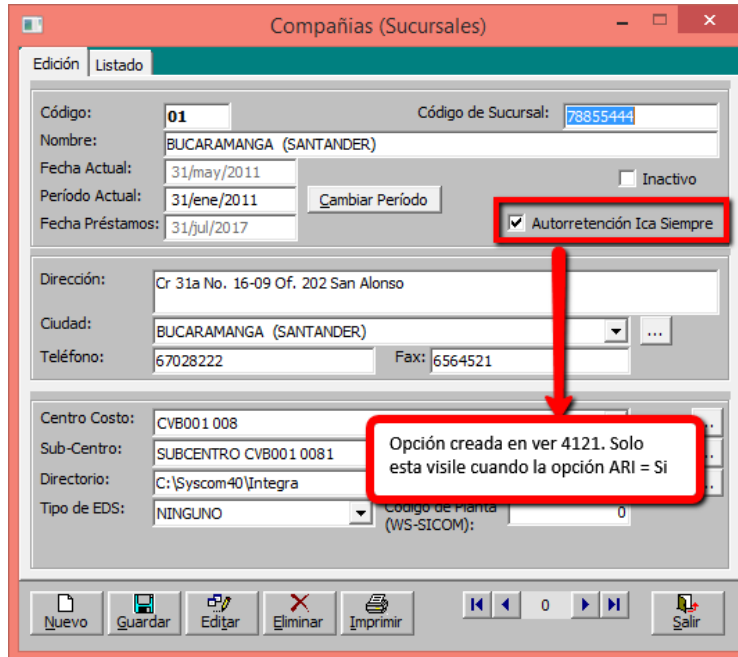 Compañias (Sucursales)
Edición Listado
Código: 01 Código de Sucursal: 78855444
Nombre: BUCARAMANGA (SANTANDER)
Fecha Actual: 31/may/2011 Inactivo
Período Actual: 31/ene/2011 Cambiar Período
Fecha Préstamos: 31/jul/2017 Autorretención Ica Siempre
Dirección: Cr 31a No. 16-09 Of. 202 San Alonso
Ciudad: BUCARAMANGA (SANTANDER) ...
Teléfono: 67028222 Fax: 6564521
Centro Costo: CVB001 008
Sub-Centro: SUBCENTRO CVB001 0081
Directorio: C:\Syscom40\Integra
Opción creada en ver 4121. Solo
esta visile cuando la opción ARI = Si
Tipo de EDS: NINGUNO Código de Planta
(WS-SICOM): 0
Nuevo Guardar Editar Eliminar Imprimir 0 Salir